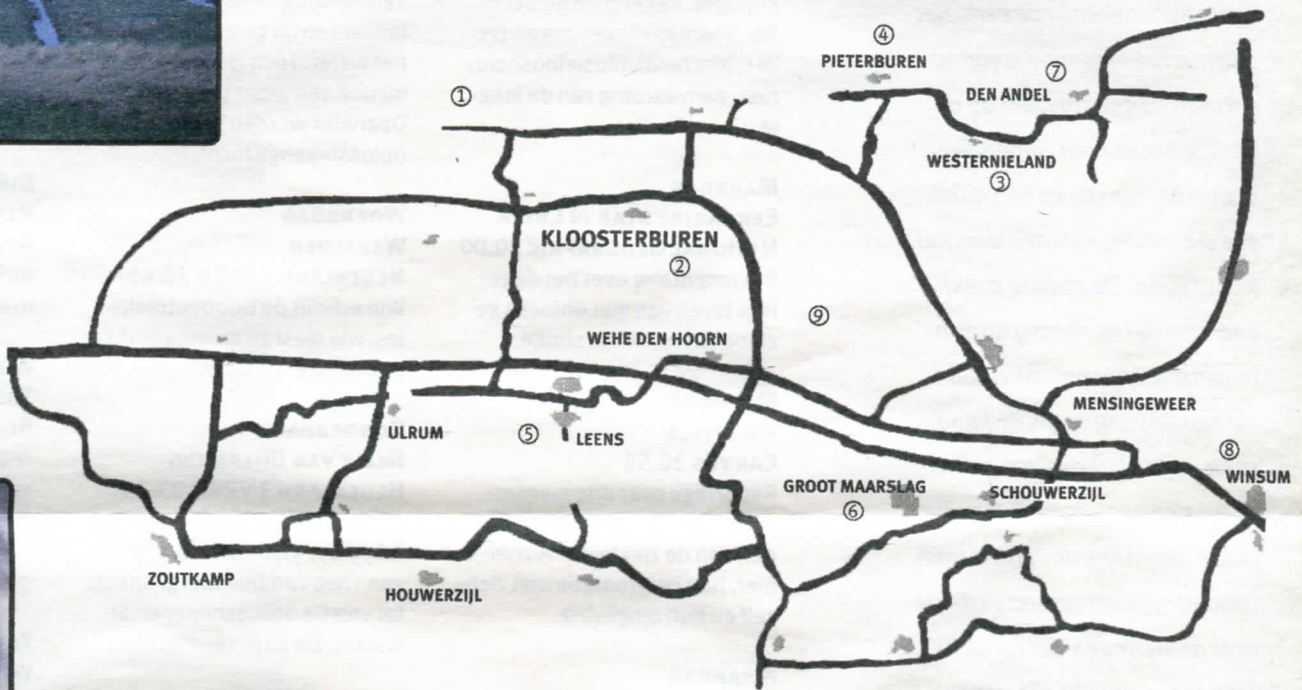 ④
PIETERBUREN
⑦
DEN ANDEL
①
WESTERNIELAND
③
KLOOSTERBUREN
②
⑨
WEHE DEN HOORN
MENSINGEWEER
ULRUM
⑤
LEENS
⑧
WINSUM
GROOT MAARSLAG
⑥
SCHOUWERZIJL
ZOUTKAMP
HOUWERZIJL